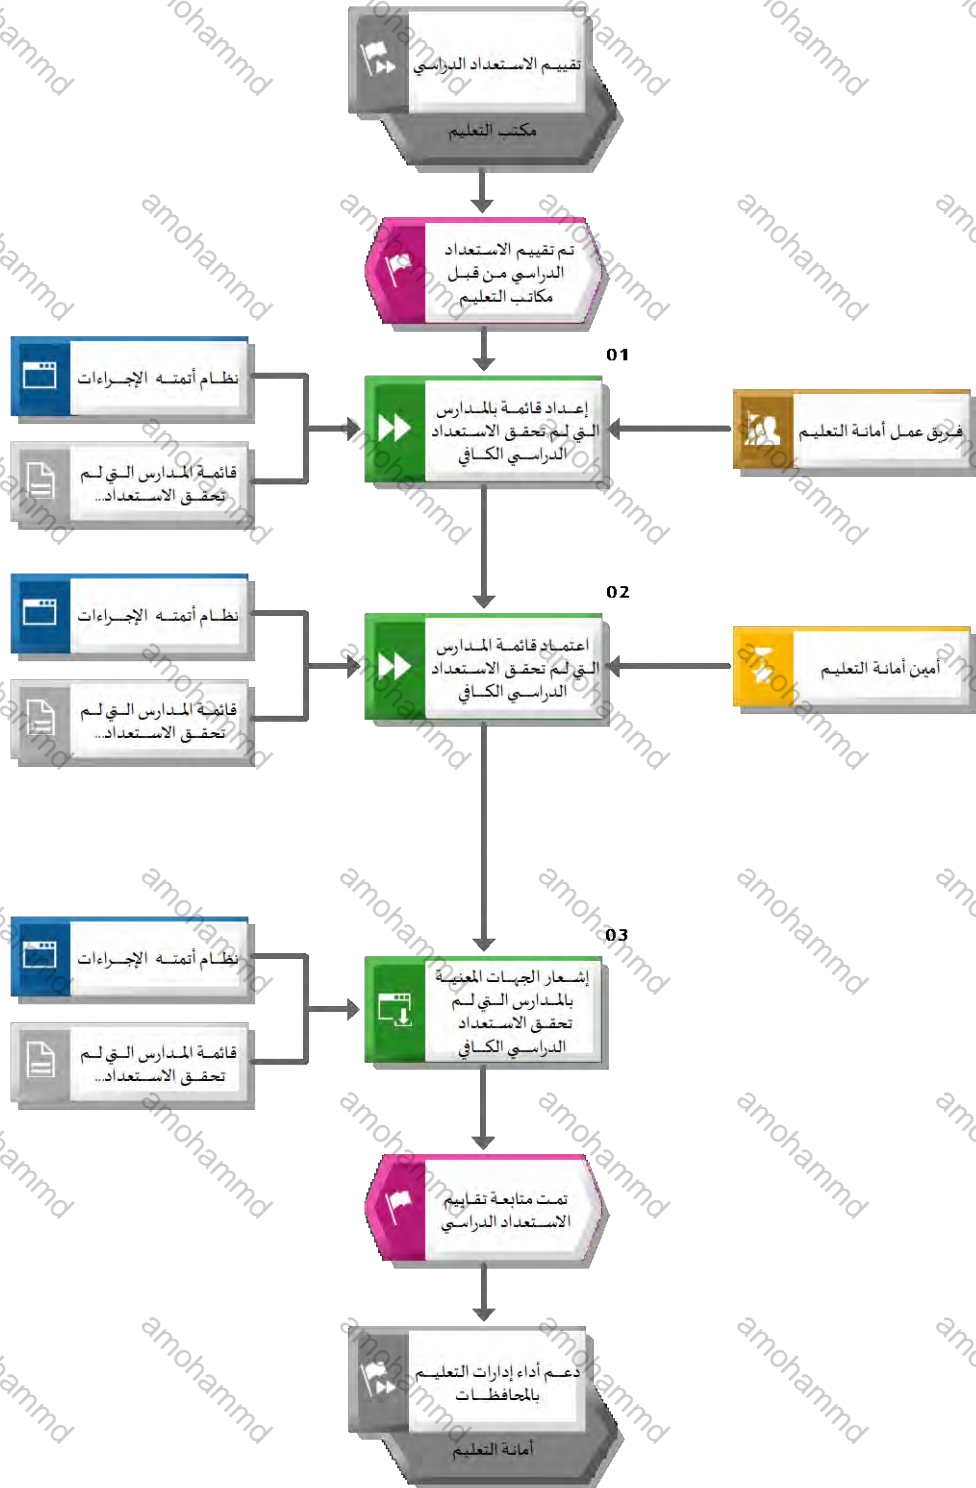 تقييم الاستعداد الدراسي
مكتب التعليم
تم تقييم الاستعداد
الدراسي من قبل
مكاتب التعليم
01
نظام أتمتة الإجراءات
إعداد قائمة بالمدارس
التي لم تحقق الاستعداد
الدراسي الكافي
فريق عمل أمانة التعليم
قائمة المدارس التي لم
تحقق الاستعداد...
02
نظام أتمتة الإجراءات
اعتماد قائمة المدارس
التي لم تحقق الاستعداد
الدراسي الكافي
أمين أمانة التعليم
قائمة المدارس التي لم
تحقق الاستعداد...
03
نظام أتمتة الإجراءات
إشعار الجهات المعنية
بالمدارس التي لم
تحقق الاستعداد
الدراسي الكافي
قائمة المدارس التي لم
تحقق الاستعداد...
تمت متابعة تقاييم
الاستعداد الدراسي
دعم أداء إدارات التعليم
بالمحافظات
أمانة التعليم
amohammd